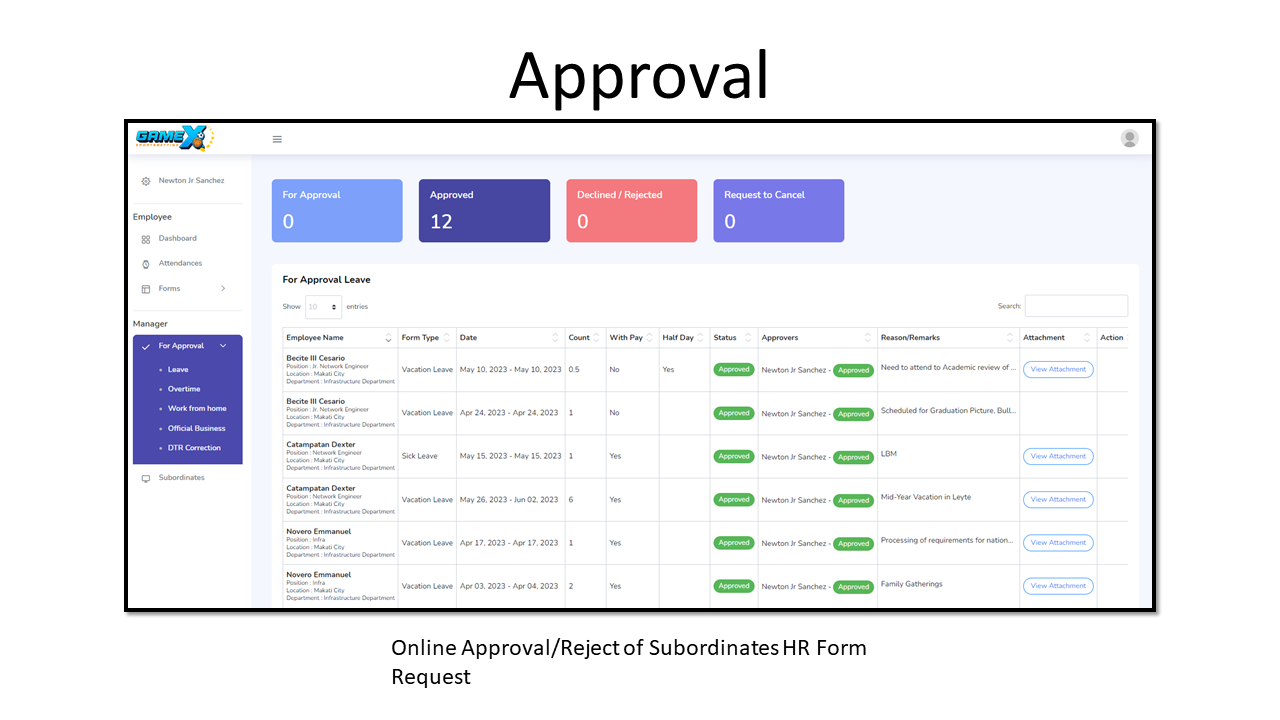 Approval
GAMEX
Newton Jr Sanchez
Employee
Dashboard
Attendances
Forms
Manager
For Approval
Leave
Overtime
Work from home
Official Business
DTR Correction
Subordinates
For Approval
0
Approved
12
Declined / Rejected
0
Request to Cancel
0
For Approval Leave
Show 10 entries
Search:
Employee Name Form Type Date Count With Pay Half Day Status Approvers Reason/Remarks Attachment Action
Becite III Cesario
Position : Jr. Network Engineer
Location : Makati City
Department : Infrastructure Department
Vacation Leave May 10, 2023 - May 10, 2023 0.5 No Yes Approved Newton Jr Sanchez - Approved Need to attend to Academic review of ... View Attachment
Becite III Cesario
Position : Jr. Network Engineer
Location : Makati City
Department : Infrastructure Department
Vacation Leave Apr 24, 2023 - Apr 24, 2023 1 No Approved Newton Jr Sanchez - Approved Scheduled for Graduation Picture, Bull...
Catampatan Dexter
Position : Network Engineer
Location : Makati City
Department : Infrastructure Department
Sick Leave May 15, 2023 - May 15, 2023 1 Yes Approved Newton Jr Sanchez - Approved LBM View Attachment
Catampatan Dexter
Position : Network Engineer
Location : Makati City
Department : Infrastructure Department
Vacation Leave May 26, 2023 - Jun 02, 2023 6 Yes Approved Newton Jr Sanchez - Approved Mid-Year Vacation in Leyte View Attachment
Novero Emmanuel
Position : Infra
Location : Makati City
Department : Infrastructure Department
Vacation Leave Apr 17, 2023 - Apr 17, 2023 1 Yes Approved Newton Jr Sanchez - Approved Processing of requirements for nation... View Attachment
Novero Emmanuel
Position : Infra
Location : Makati City
Department : Infrastructure Department
Vacation Leave Apr 03, 2023 - Apr 04, 2023 2 Yes Approved Newton Jr Sanchez - Approved Family Gatherings View Attachment
Online Approval/Reject of Subordinates HR Form
Request